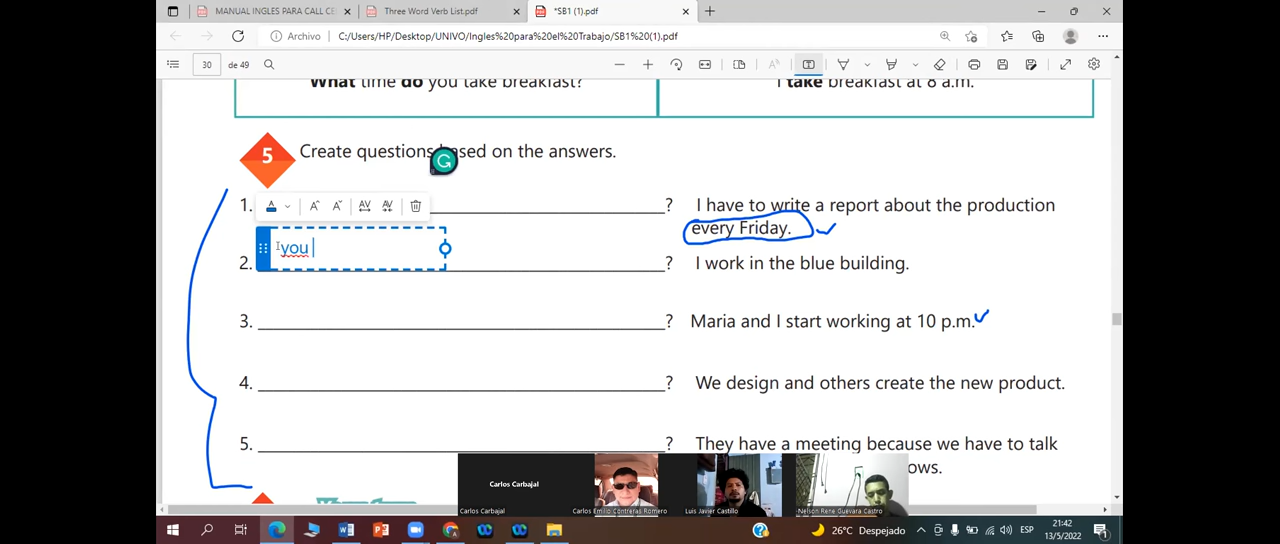 MANUAL INGLES PARA CALL CE
Three Word Verb List.pdf
*SB1 (1).pdf
Archivo
C:/Users/HP/Desktop/UNIVO/Ingles%20para%20el%20Trabajo/SB1%20(1).pdf
30
de 49
What time do you take breakfast?
I take breakfast at 8 a.m.
5
Create questions based on the answers.
1. ?
I have to write a report about the production
every Friday.
you
2. ?
I work in the blue building.
3. ?
Maria and I start working at 10 p.m.
4. ?
We design and others create the new product.
5. ?
They have a meeting because we have to talk
ows.
Carlos Carbajal
Carlos Carbajal
Carlos Emilio Contreras Romero
Luis Javier Castillo
Nelson Rene Guevara Castro
26°C Despejado
ESP
21:42
13/5/2022